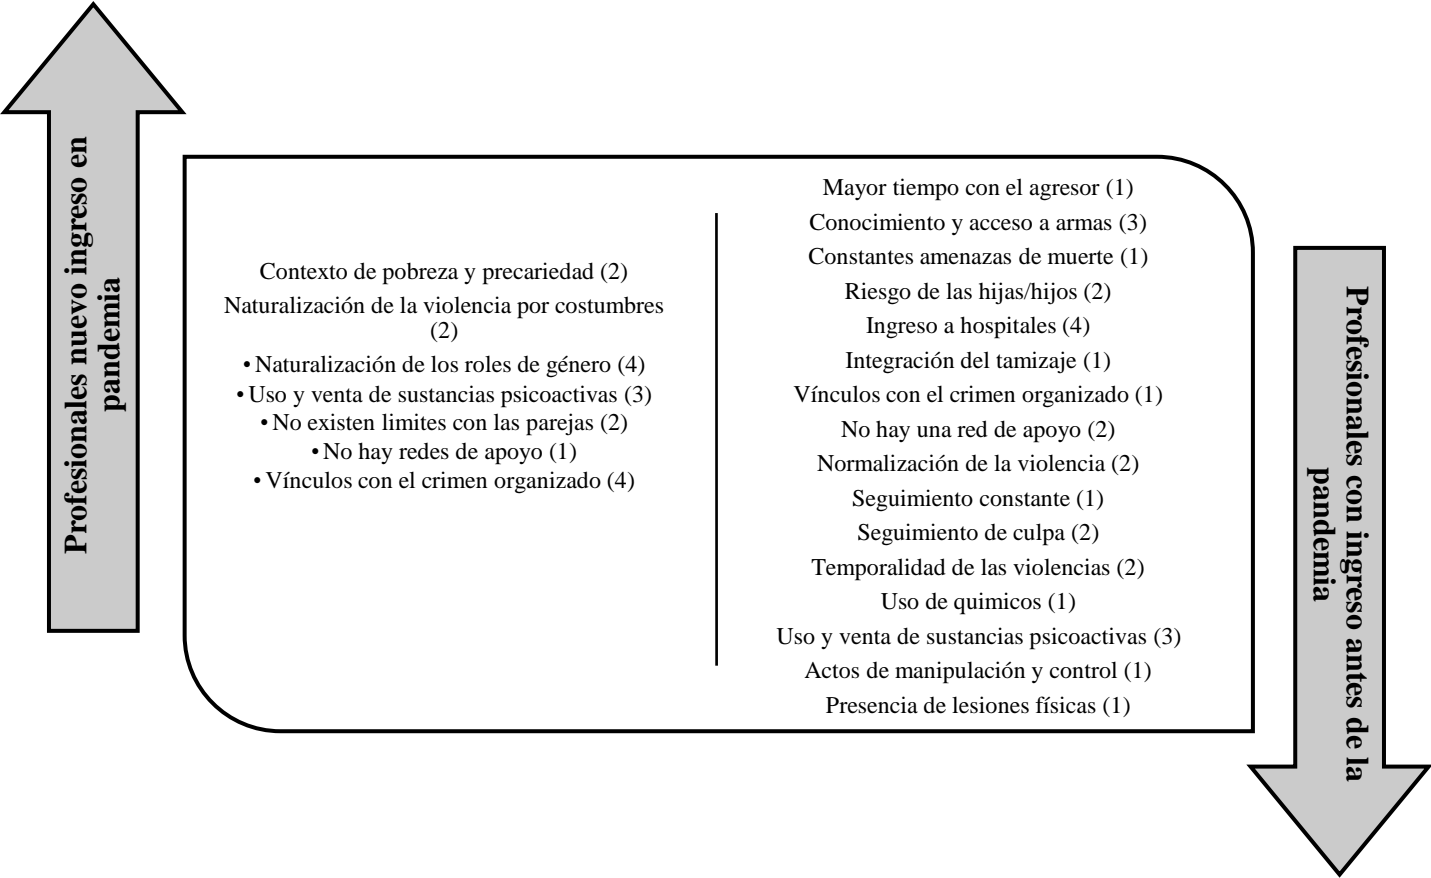 Profesionales nuevo ingreso en
pandemia
Contexto de pobreza y precariedad (2)
Naturalización de la violencia por costumbres
(2)
• Naturalización de los roles de género (4)
• Uso y venta de sustancias psicoactivas (3)
• No existen limites con las parejas (2)
• No hay redes de apoyo (1)
• Vínculos con el crimen organizado (4)
Mayor tiempo con el agresor (1)
Conocimiento y acceso a armas (3)
Constantes amenazas de muerte (1)
Riesgo de las hijas/hijos (2)
Ingreso a hospitales (4)
Integración del tamizaje (1)
Vínculos con el crimen organizado (1)
No hay una red de apoyo (2)
Normalización de la violencia (2)
Seguimiento constante (1)
Seguimiento de culpa (2)
Temporalidad de las violencias (2)
Uso de quimicos (1)
Uso y venta de sustancias psicoactivas (3)
Actos de manipulación y control (1)
Presencia de lesiones físicas (1)
Profesionales con ingreso antes de la
pandemia